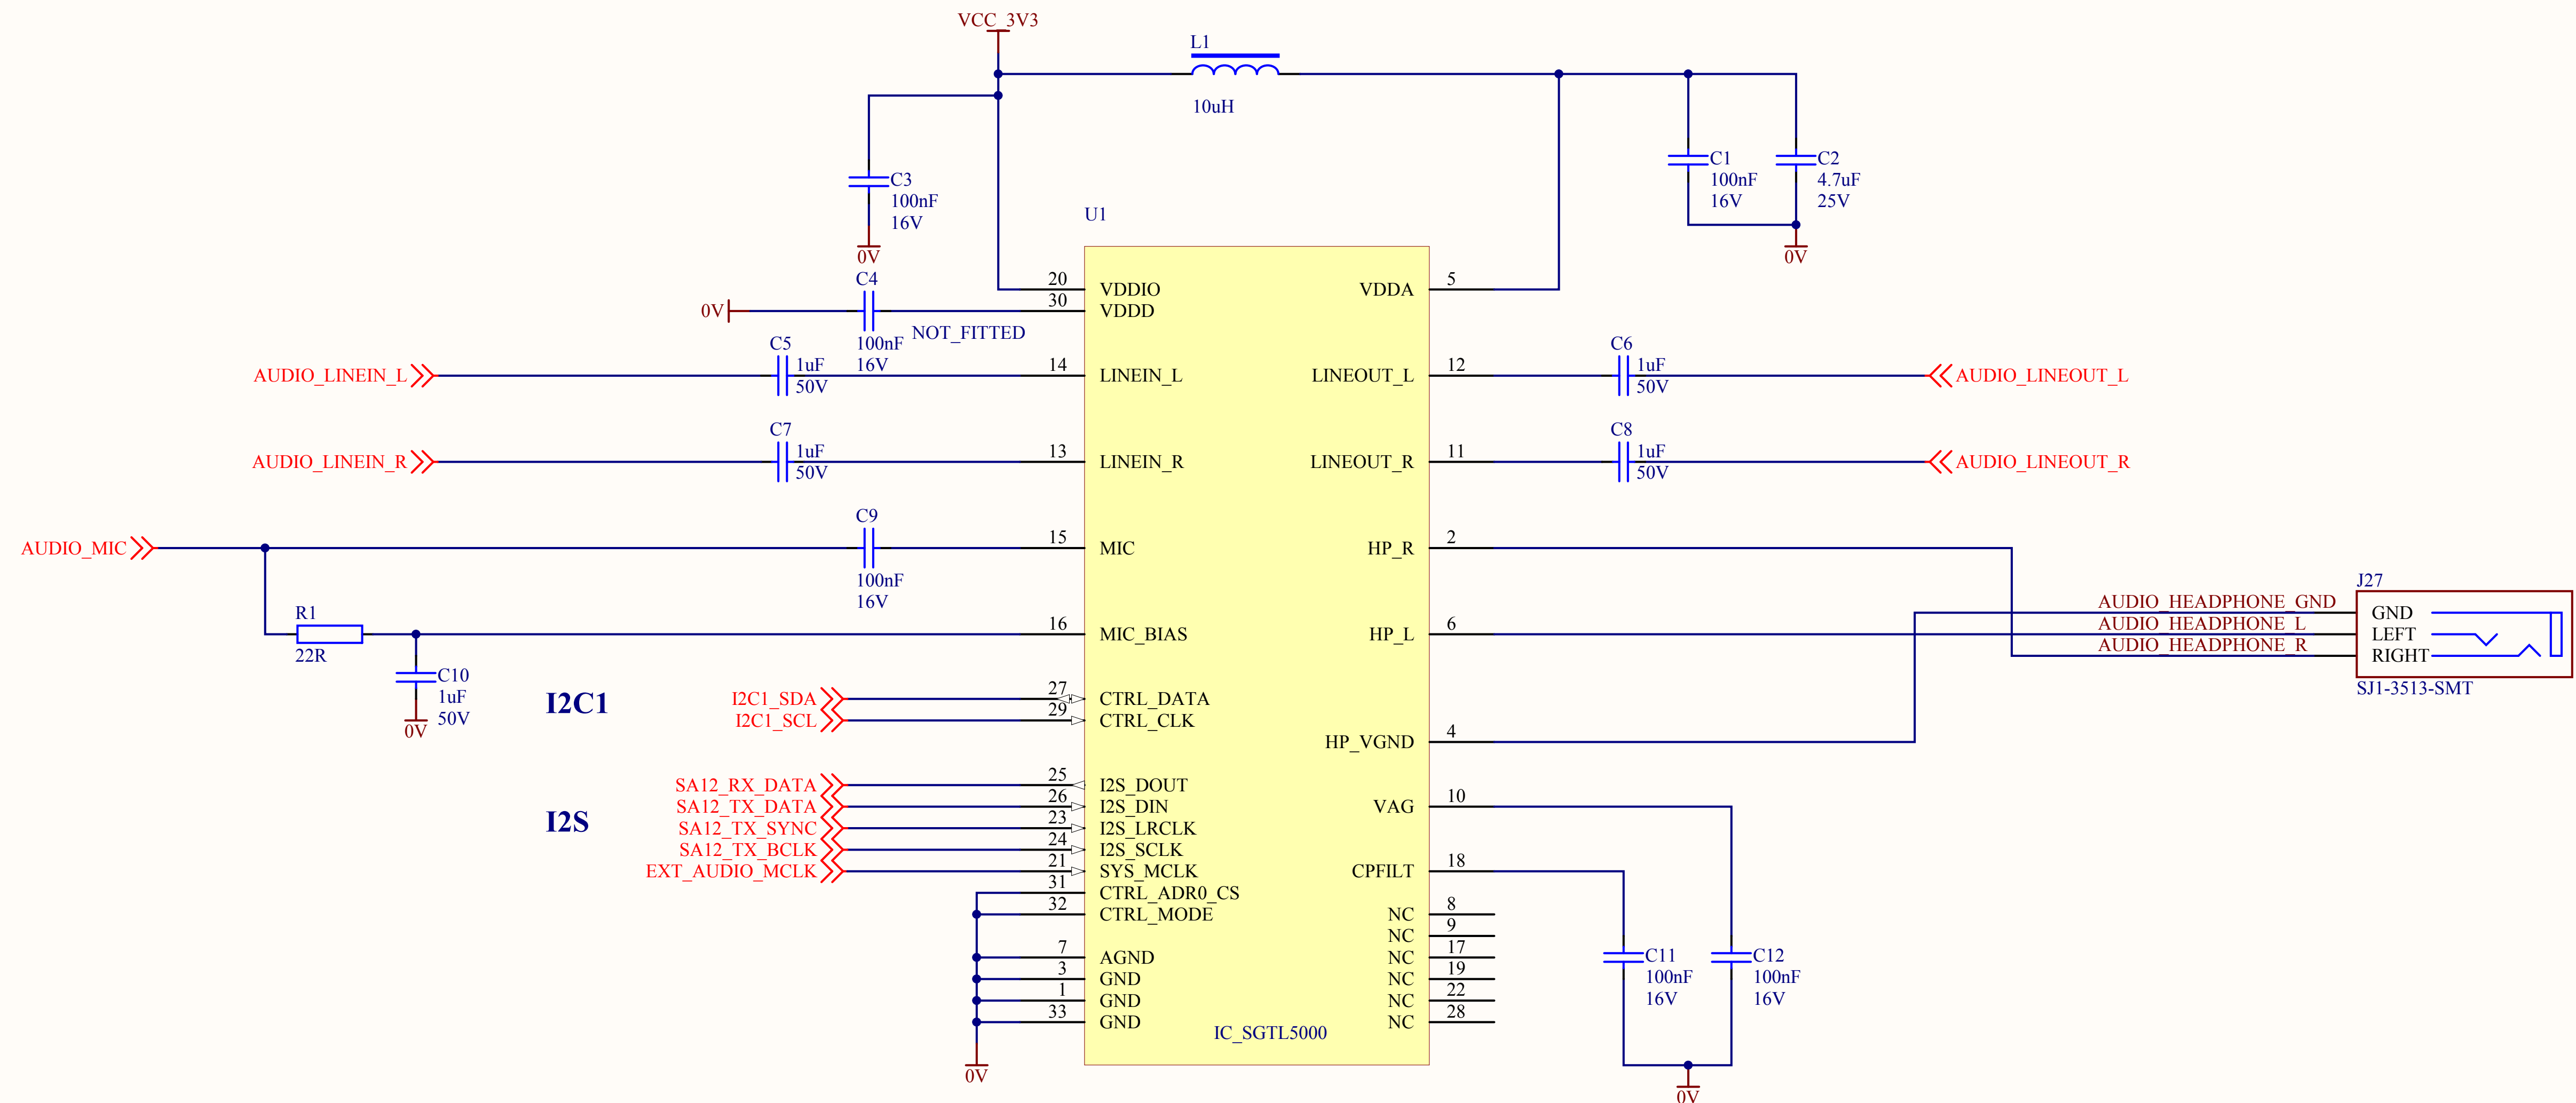 VCC_3V3
L1
10uH
C3
100nF
16V
0V
C1
100nF
16V
C2
4.7uF
25V
0V
U1
C4
0V
NOT_FITTED
100nF
16V
20
VDDIO
30
VDDD
5
VDDA
AUDIO_LINEIN_L
C5
1uF
50V
14
LINEIN_L
LINEOUT_L
12
C6
1uF
50V
AUDIO_LINEOUT_L
AUDIO_LINEIN_R
C7
1uF
50V
13
LINEIN_R
LINEOUT_R
11
C8
1uF
50V
AUDIO_LINEOUT_R
AUDIO_MIC
C9
100nF
16V
15
MIC
HP_R
2
R1
22R
16
MIC_BIAS
HP_L
6
C10
1uF
50V
0V
J27
AUDIO_HEADPHONE_GND
AUDIO_HEADPHONE_L
AUDIO_HEADPHONE_R
GND
LEFT
RIGHT
SJ1-3513-SMT
I2C1
I2C1_SDA
27
CTRL_DATA
I2C1_SCL
29
CTRL_CLK
HP_VGND
4
I2S
SA12_RX_DATA
25
I2S_DOUT
SA12_TX_DATA
26
I2S_DIN
SA12_TX_SYNC
23
I2S_LRCLK
SA12_TX_BCLK
24
I2S_SCLK
EXT_AUDIO_MCLK
21
SYS_MCLK
31
CTRL_ADR0_CS
32
CTRL_MODE
7
AGND
3
GND
1
GND
33
GND
0V
VAG
10
CPFILT
18
NC
8
NC
9
NC
17
NC
19
NC
22
NC
28
IC_SGTL5000
C11
100nF
16V
C12
100nF
16V
0V